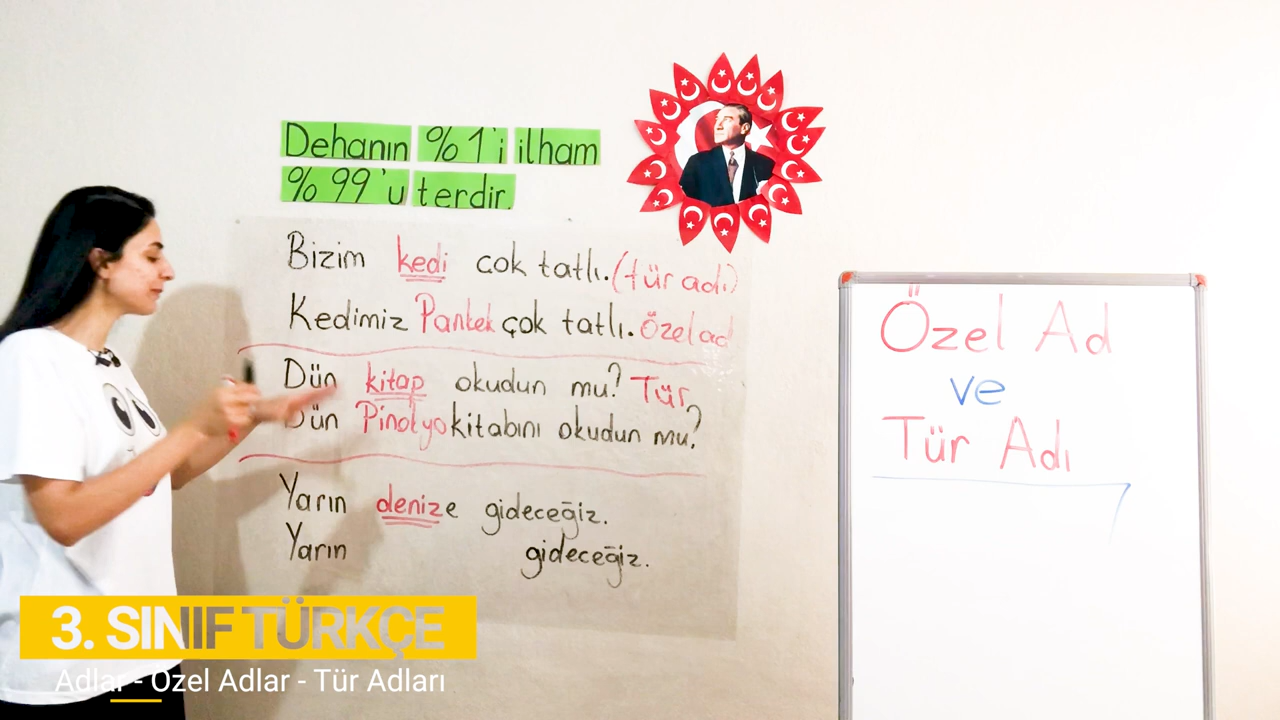 Dehanın %1'i ilham
%99'u terdir.
Bizim kedi cok tatlı. (tür adı)
Kedimiz Pantek çok tatlı. Özel ad
Dün kitap okudun mu? Tür
Dün Pinokyo kitabını okudun mu?
Yarın denize gideceğiz.
Yarın gideceğiz.
Özel Ad
ve
Tür Adı
3. SINIF TÜRKÇE
Adlar - Özel Adlar - Tür Adları